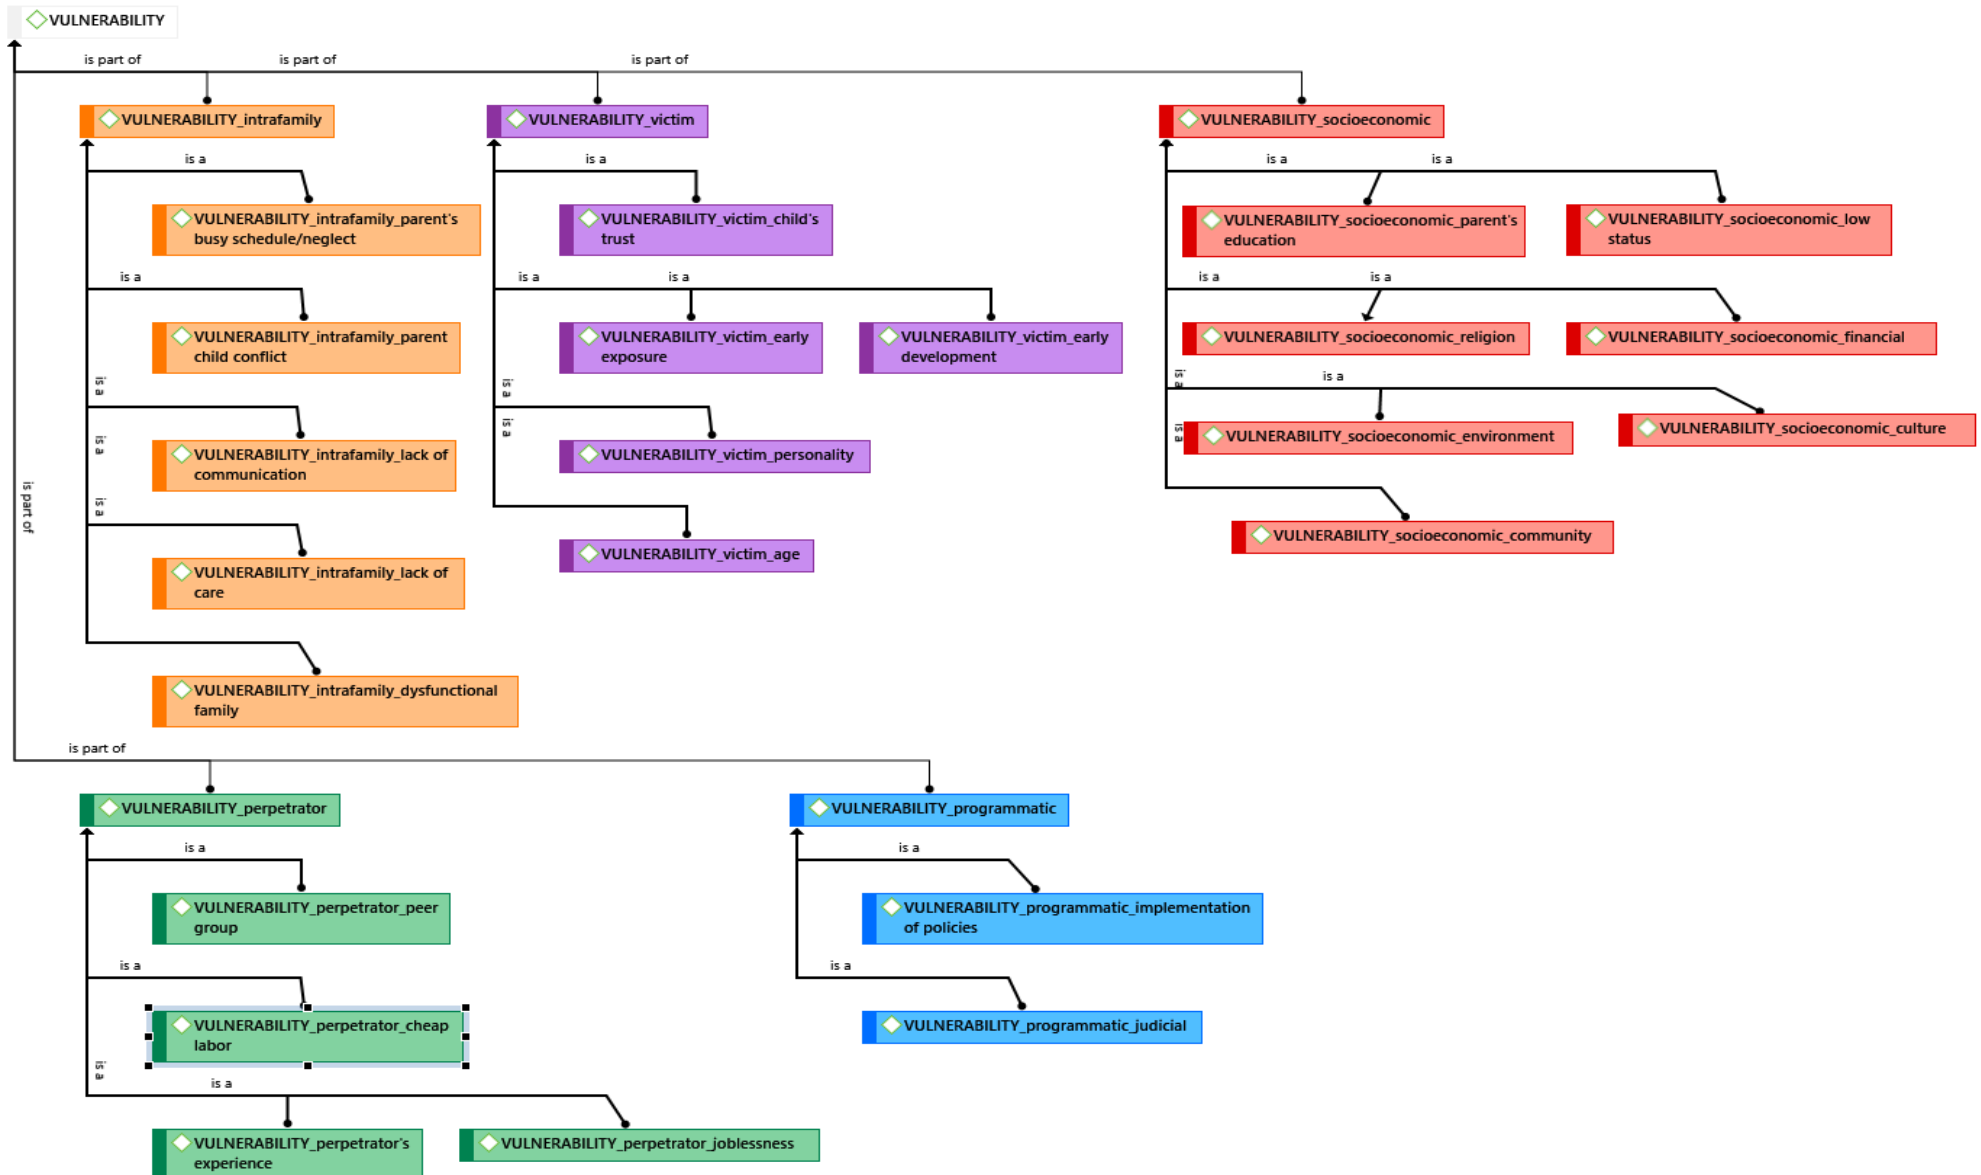 VULNERABILITY
is part of
is part of
is part of
VULNERABILITY_intrafamily
VULNERABILITY_victim
VULNERABILITY_socioeconomic
is a
is a
is a
is a
VULNERABILITY_intrafamily_parent's
busy schedule/neglect
VULNERABILITY_victim_child's
trust
VULNERABILITY_socioeconomic_parent's
education
VULNERABILITY_socioeconomic_low
status
is a
is a
is a
is a
is a
VULNERABILITY_intrafamily_parent
child conflict
VULNERABILITY_victim_early
exposure
VULNERABILITY_victim_early
development
VULNERABILITY_socioeconomic_religion
VULNERABILITY_socioeconomic_financial
is a
is a
is a
is a
is a
is a
is a
VULNERABILITY_intrafamily_lack of
communication
VULNERABILITY_victim_personality
VULNERABILITY_socioeconomic_environment
VULNERABILITY_socioeconomic_culture
is part of
is a
VULNERABILITY_victim_age
VULNERABILITY_socioeconomic_community
VULNERABILITY_intrafamily_lack of
care
VULNERABILITY_intrafamily_dysfunctional
family
is part of
VULNERABILITY_perpetrator
VULNERABILITY_programmatic
is a
is a
VULNERABILITY_perpetrator_peer
group
VULNERABILITY_programmatic_implementation
of policies
is a
is a
VULNERABILITY_perpetrator_cheap
labor
VULNERABILITY_programmatic_judicial
is a
is a
VULNERABILITY_perpetrator's
experience
VULNERABILITY_perpetrator_joblessness